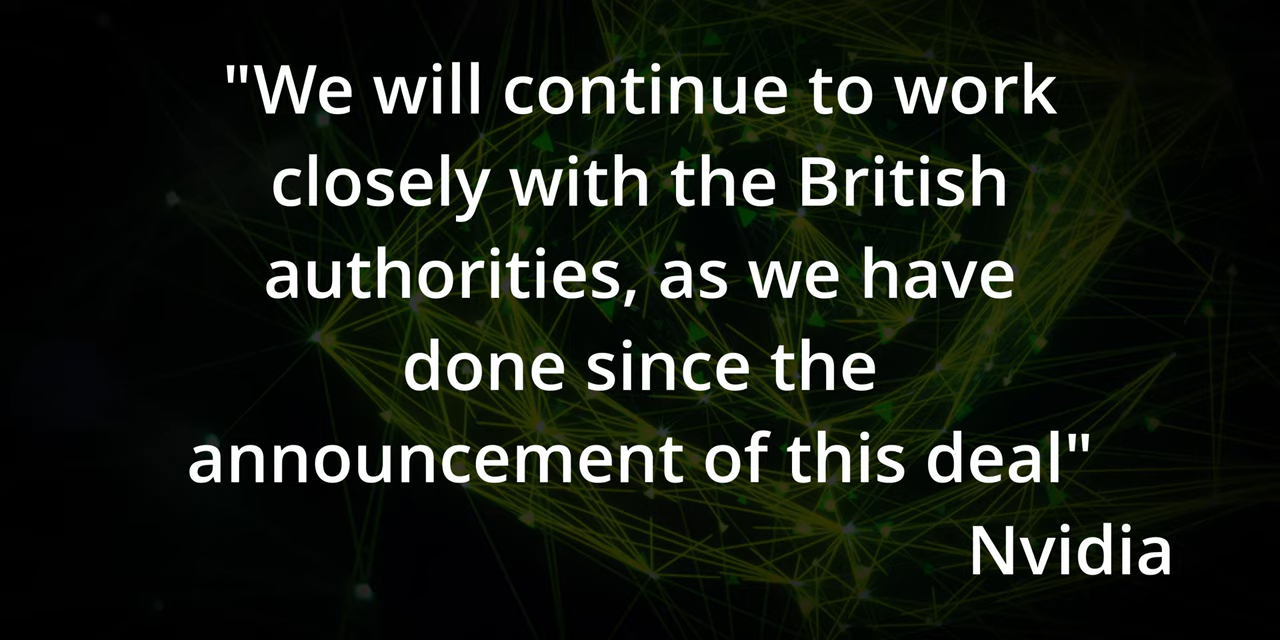 "We will continue to work
closely with the British
authorities, as we have
done since the
announcement of this deal"
Nvidia